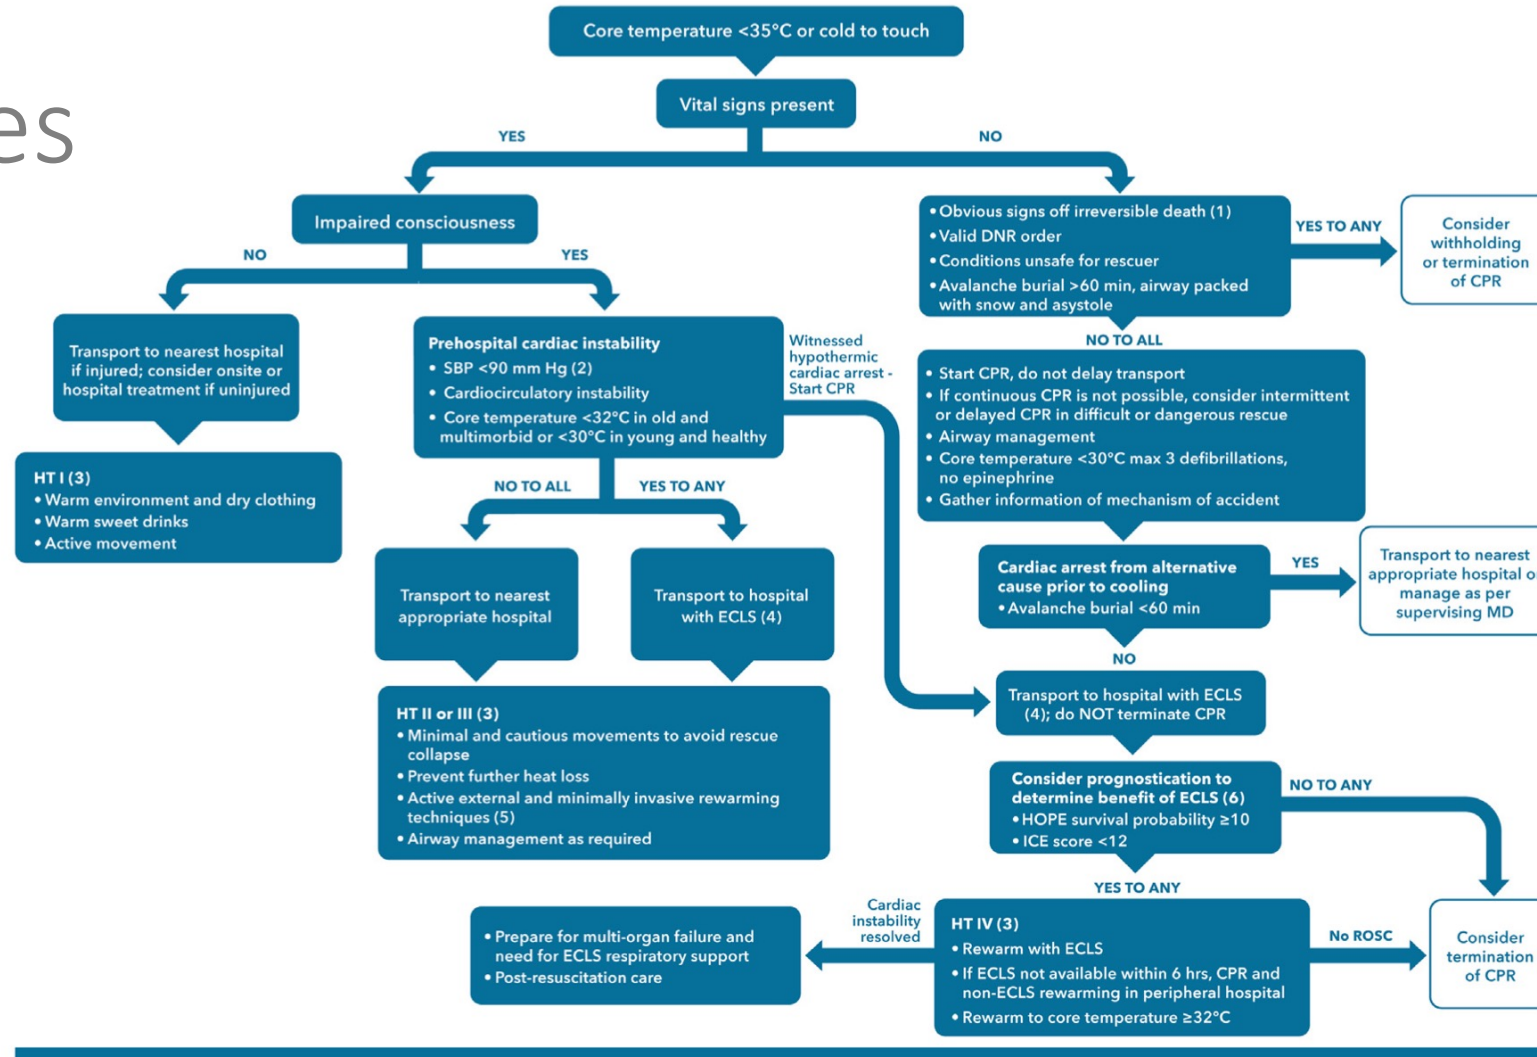 es
Core temperature <35°C or cold to touch
Vital signs present
YES
NO
Impaired consciousness
NO
YES
• Obvious signs off irreversible death (1)
• Valid DNR order
• Conditions unsafe for rescuer
• Avalanche burial >60 min, airway packed
with snow and asystole
YES TO ANY
Consider
withholding
or termination
of CPR
Transport to nearest hospital
if injured; consider onsite or
hospital treatment if uninjured
Prehospital cardiac instability
• SBP <90 mm Hg (2)
• Cardiocirculatory instability
• Core temperature <32°C in old and
multimorbid or <30°C in young and healthy
Witnessed
hypothermic
cardiac arrest -
Start CPR
NO TO ALL
• Start CPR, do not delay transport
• If continuous CPR is not possible, consider intermittent
or delayed CPR in difficult or dangerous rescue
• Airway management
• Core temperature <30°C max 3 defibrillations,
no epinephrine
• Gather information of mechanism of accident
HT I (3)
• Warm environment and dry clothing
• Warm sweet drinks
• Active movement
NO TO ALL
YES TO ANY
Transport to nearest
appropriate hospital
Transport to hospital
with ECLS (4)
Cardiac arrest from alternative
cause prior to cooling
• Avalanche burial <60 min
YES
Transport to nearest
appropriate hospital o
manage as per
supervising MD
NO
Transport to hospital with ECLS
(4); do NOT terminate CPR
HT II or III (3)
• Minimal and cautious movements to avoid rescue
collapse
• Prevent further heat loss
• Active external and minimally invasive rewarming
techniques (5)
• Airway management as required
Consider prognostication to
determine benefit of ECLS (6)
• HOPE survival probability ≥10
• ICE score <12
NO TO ANY
YES TO ANY
• Prepare for multi-organ failure and
need for ECLS respiratory support
• Post-resuscitation care
Cardiac
instability
resolved
HT IV (3)
• Rewarm with ECLS
• If ECLS not available within 6 hrs, CPR and
non-ECLS rewarming in peripheral hospital
• Rewarm to core temperature ≥32°C
No ROSC
Consider
termination
of CPR